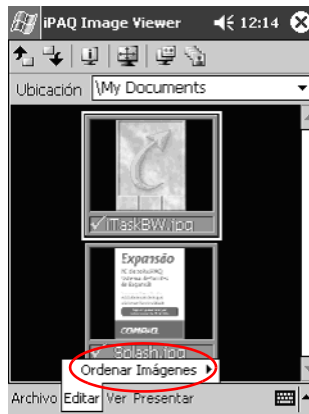 iPAQ Image Viewer 12:14
Ubicación \My Documents
iTaskBW.jpg
Expansão
COMPAQ
Splash.jpg
Ordenar Imágenes
Archivo Editar Ver Presentar